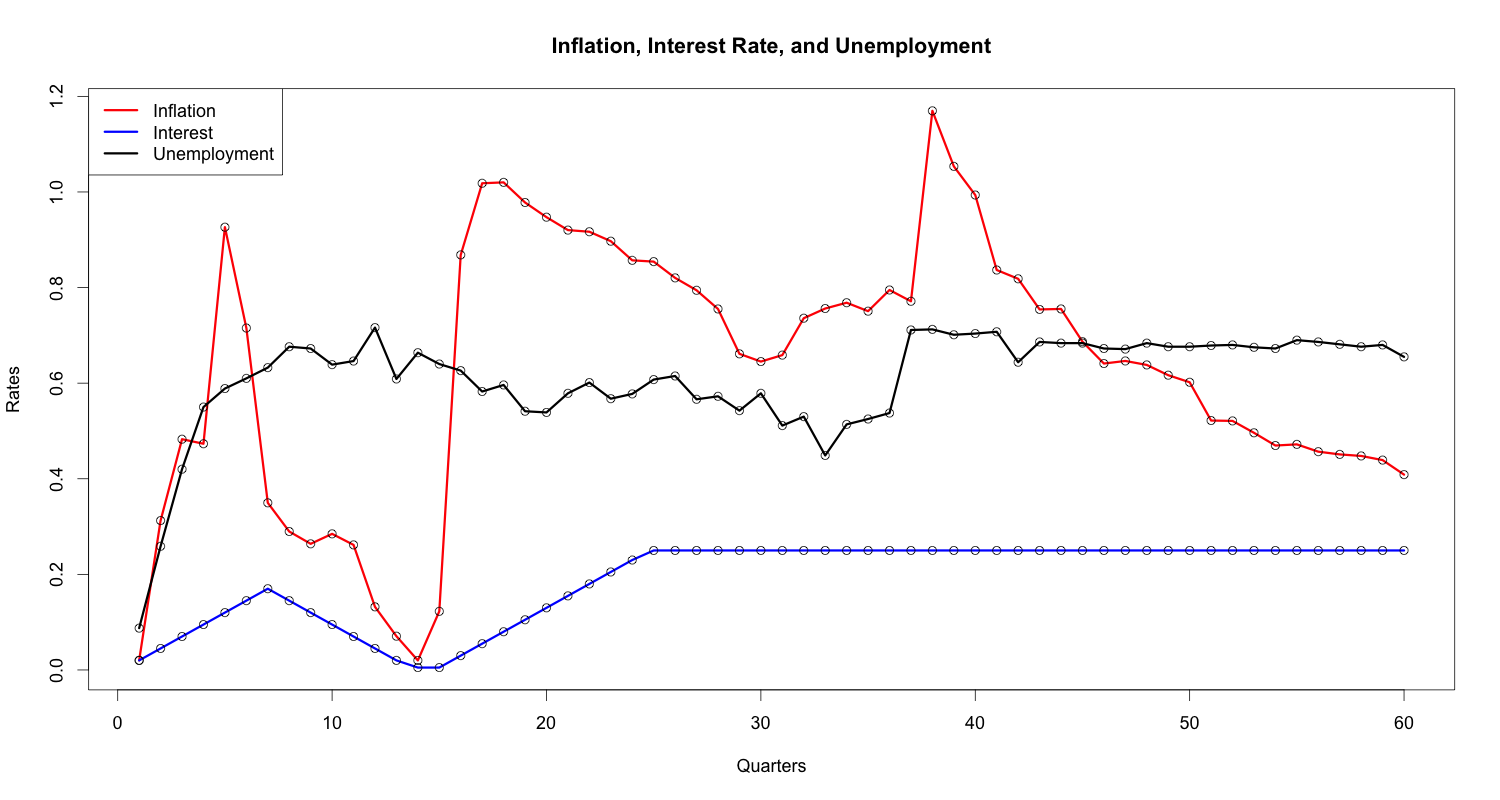 Inflation, Interest Rate, and Unemployment
Inflation
Interest
Unemployment
Rates
1.2
1.0
0.8
0.6
0.4
0.2
0.0
0 10 20 30 40 50 60
Quarters